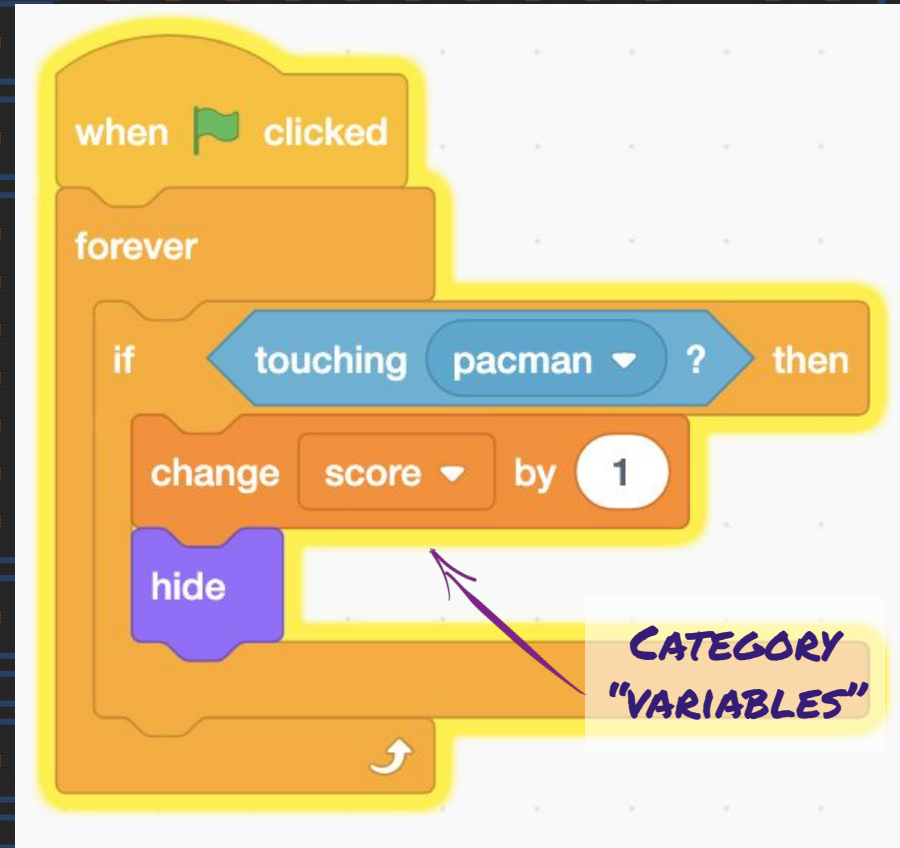 when clicked
forever
if touching pacman ? then
change score by 1
hide
CATEGORY
"VARIABLES"